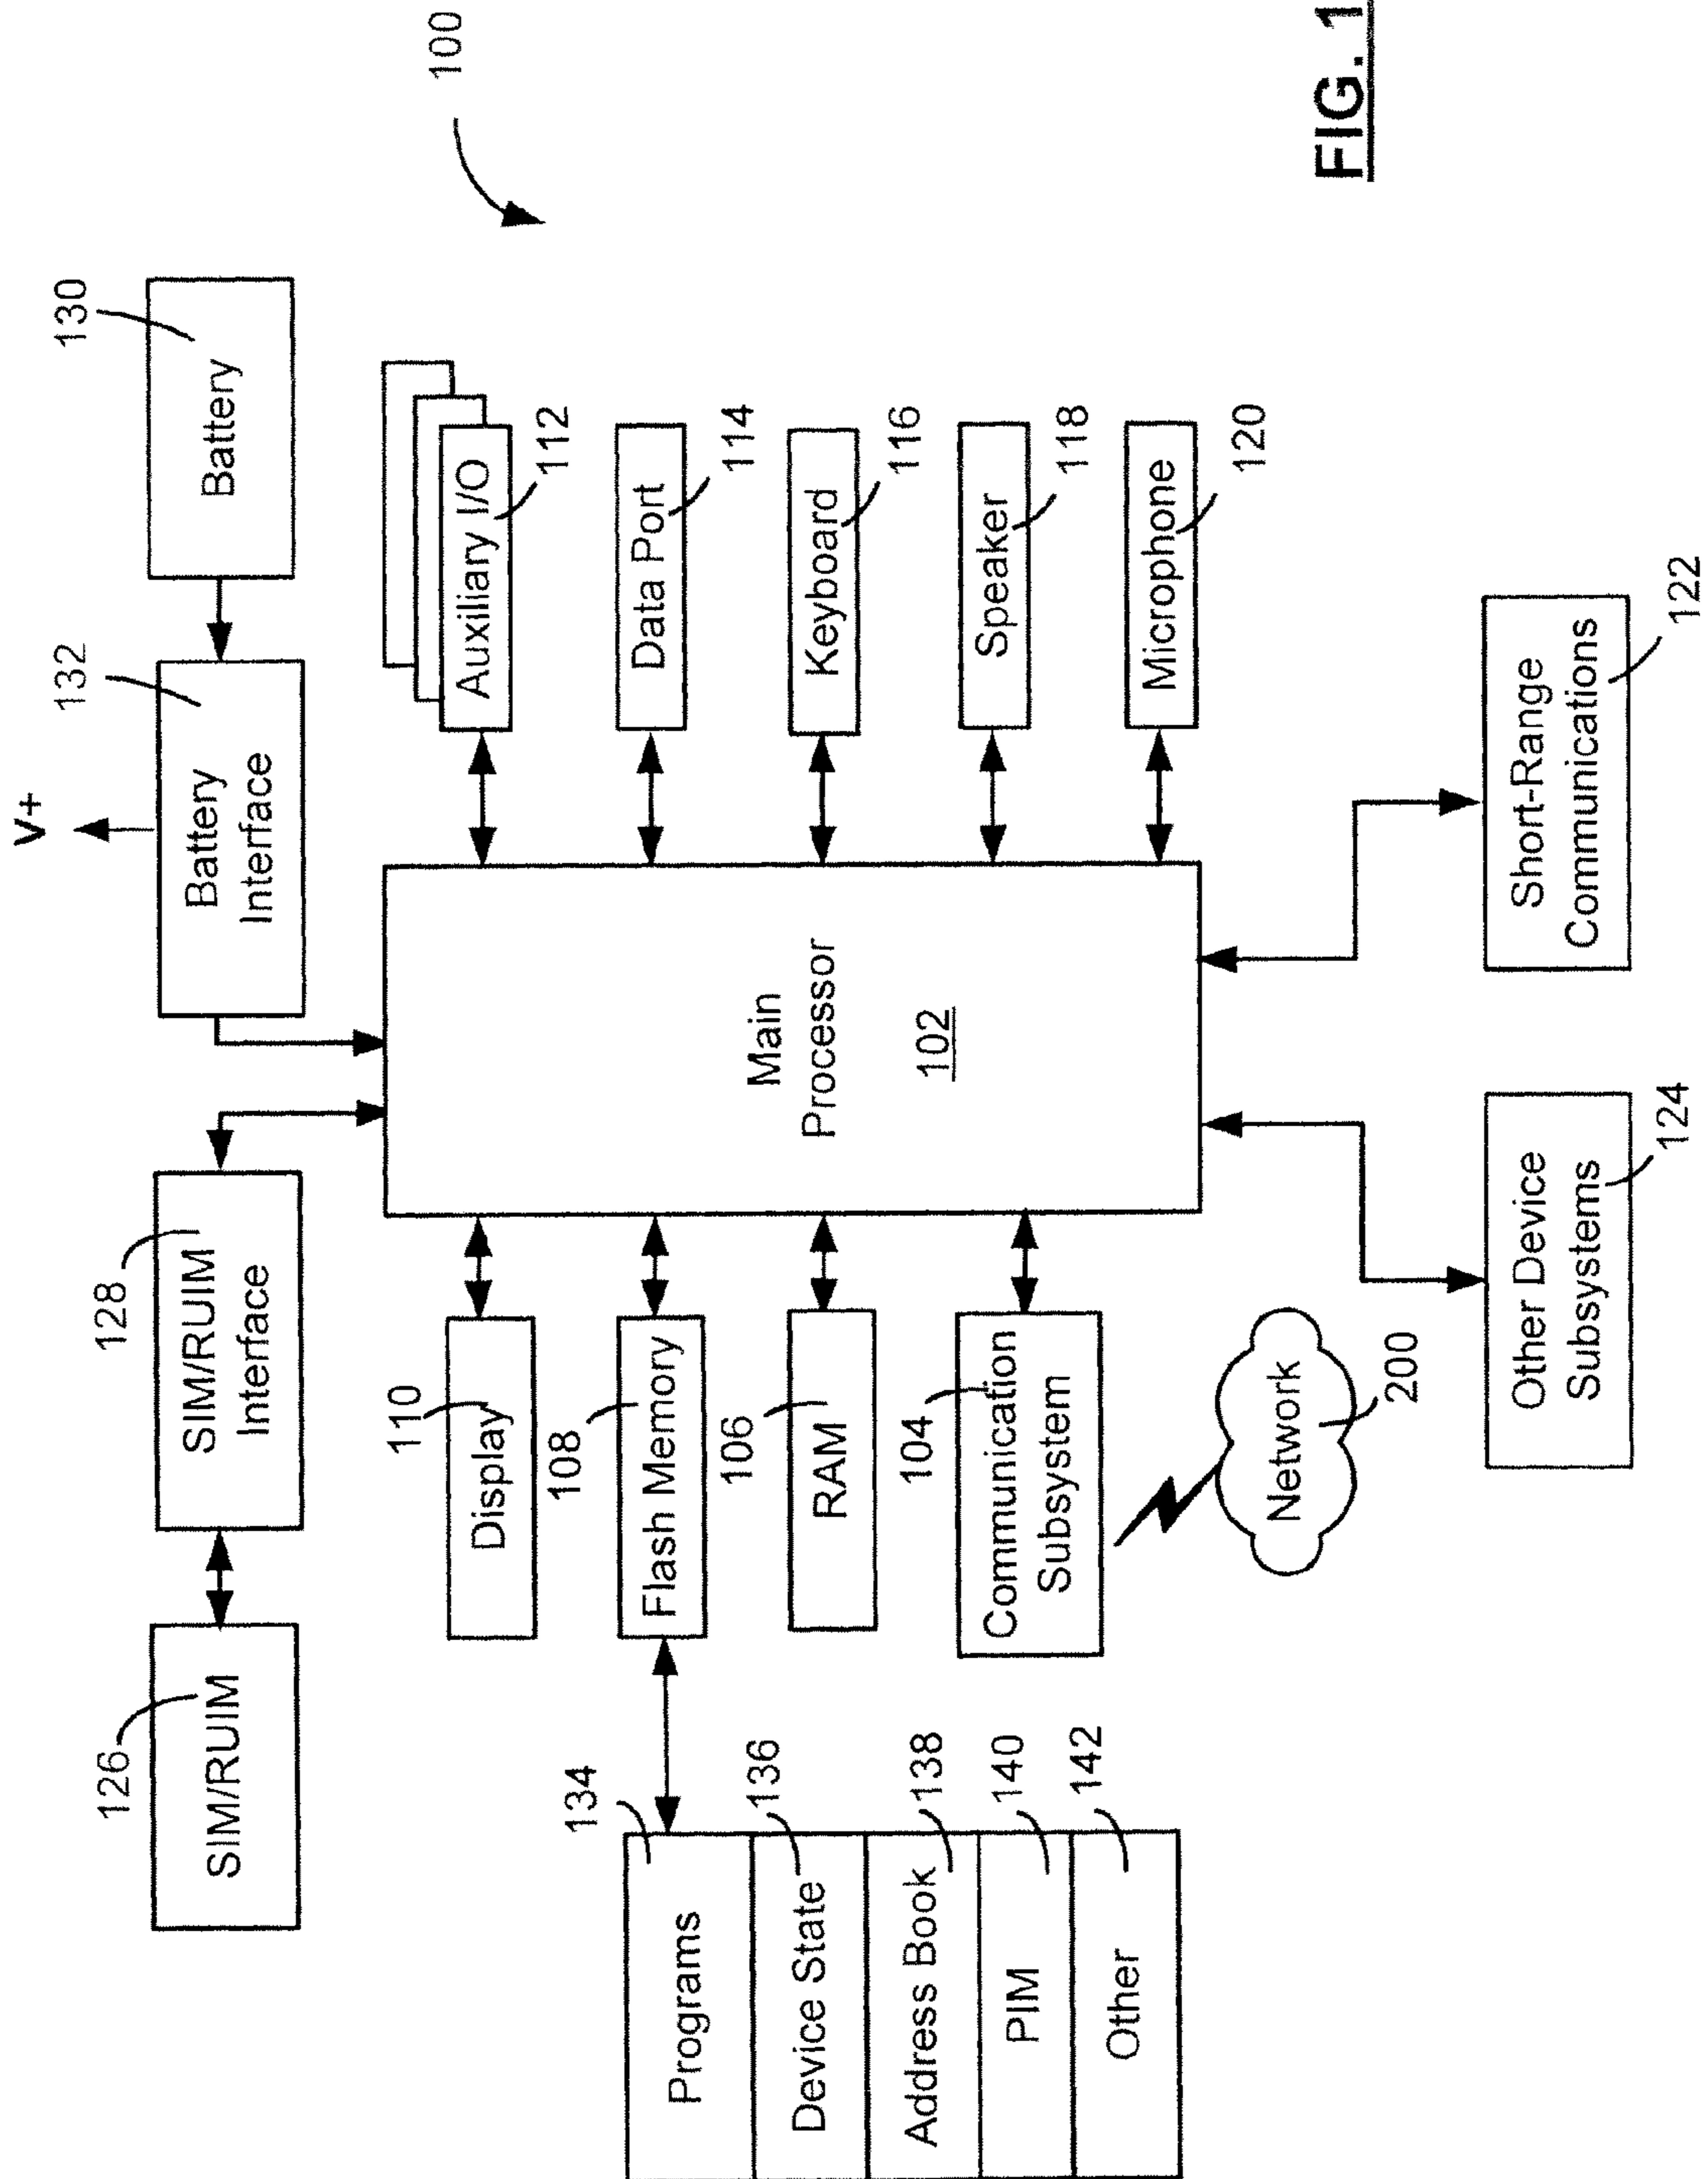 100
V+
126
SIM/RUIM
128
SIM/RUIM
Interface
132
Battery
Interface
130
Battery
110
Display
108
Flash Memory
106
RAM
104
Communication
Subsystem
Network
200
134
Programs
136
Device State
138
Address Book
140
PIM
142
Other
Main
Processor
102
Auxiliary I/O
112
Data Port
114
Keyboard
116
Speaker
118
Microphone
120
Other Device
Subsystems
124
Short-Range
Communications
122
FIG. 1